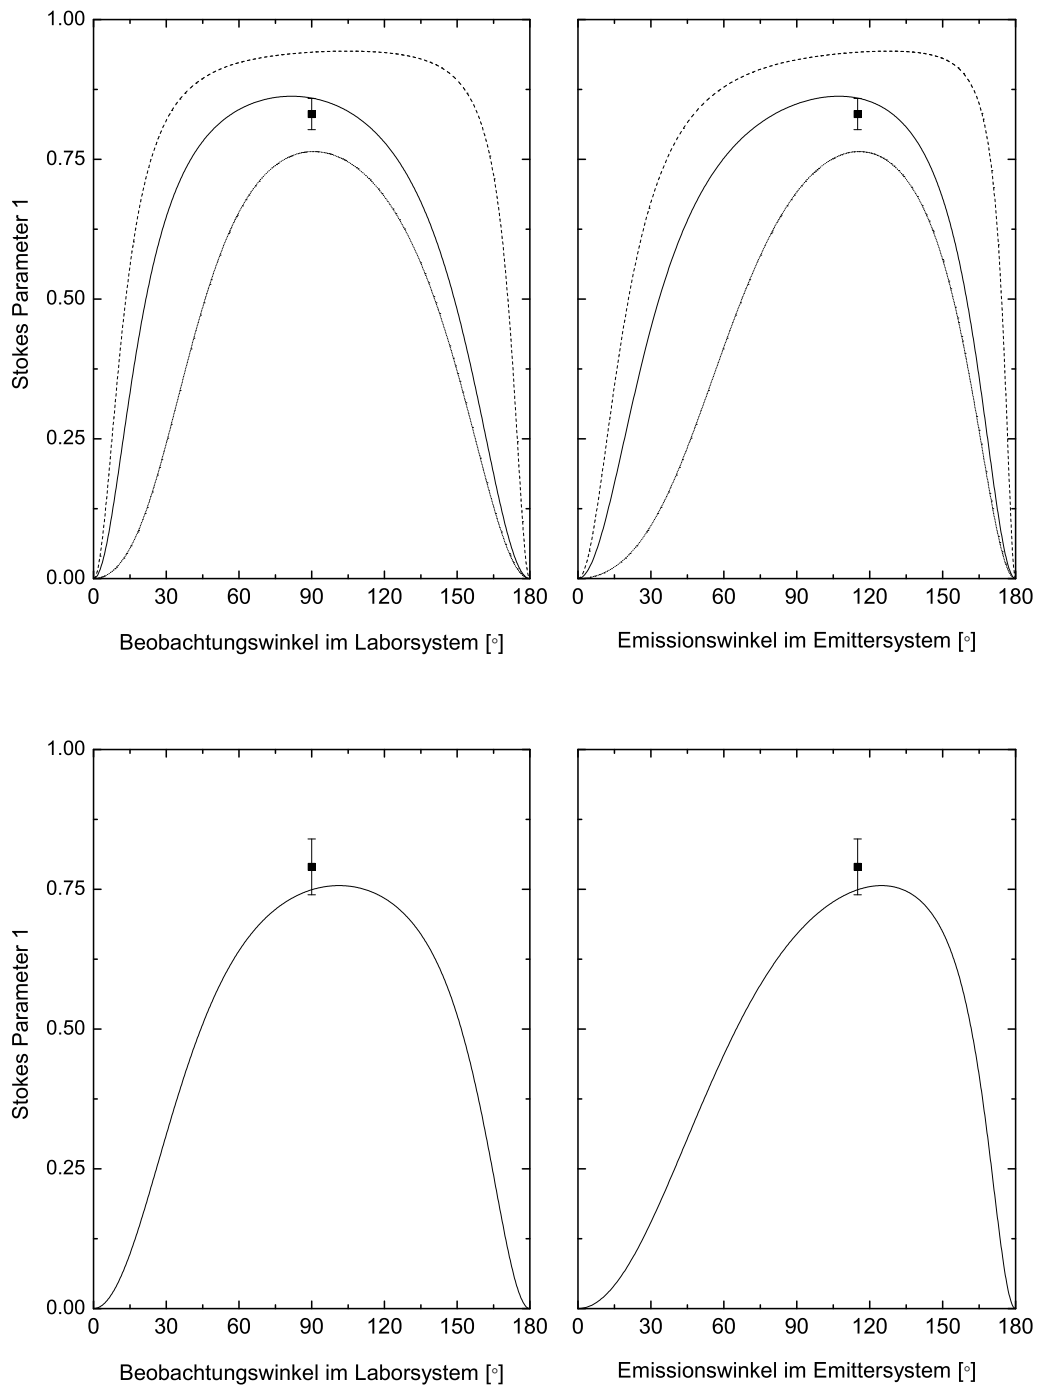 1.00
0.75
0.50
0.25
0.00
Stokes Parameter 1
0 30 60 90 120 150 180
0 30 60 90 120 150 180
Beobachtungswinkel im Laborsystem [°]
Emissionswinkel im Emittersystem [°]
1.00
0.75
0.50
0.25
0.00
Stokes Parameter 1
0 30 60 90 120 150 180
0 30 60 90 120 150 180
Beobachtungswinkel im Laborsystem [°]
Emissionswinkel im Emittersystem [°]